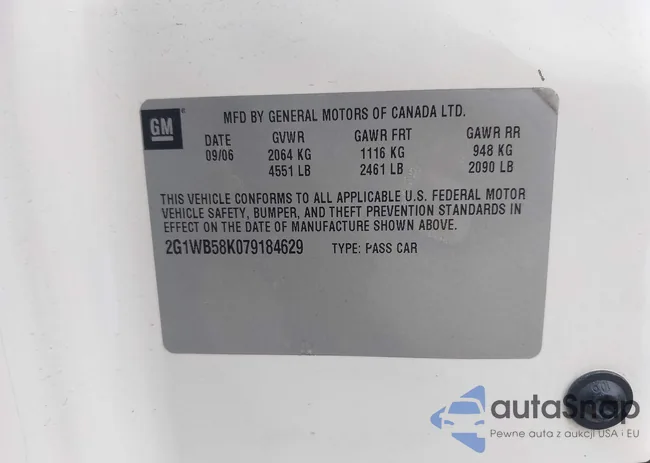 GM
MFD BY GENERAL MOTORS OF CANADA LTD.
DATE GVWR GAWR FRT GAWR RR
09/06 2064 KG 1116 KG 948 KG
4551 LB 2461 LB 2090 LB
THIS VEHICLE CONFORMS TO ALL APPLICABLE U.S. FEDERAL MOTOR
VEHICLE SAFETY, BUMPER, AND THEFT PREVENTION STANDARDS IN
EFFECT ON THE DATE OF MANUFACTURE SHOWN ABOVE.
2G1WB58K079184629 TYPE: PASS CAR
GM
autoSnap
Pewne auta z aukcji USA i EU